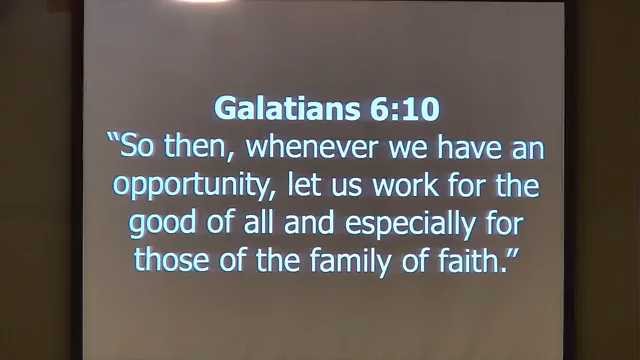 Galatians 6:10
“So then, whenever we have an
opportunity, let us work for the
good of all and especially for
those of the family of faith.”